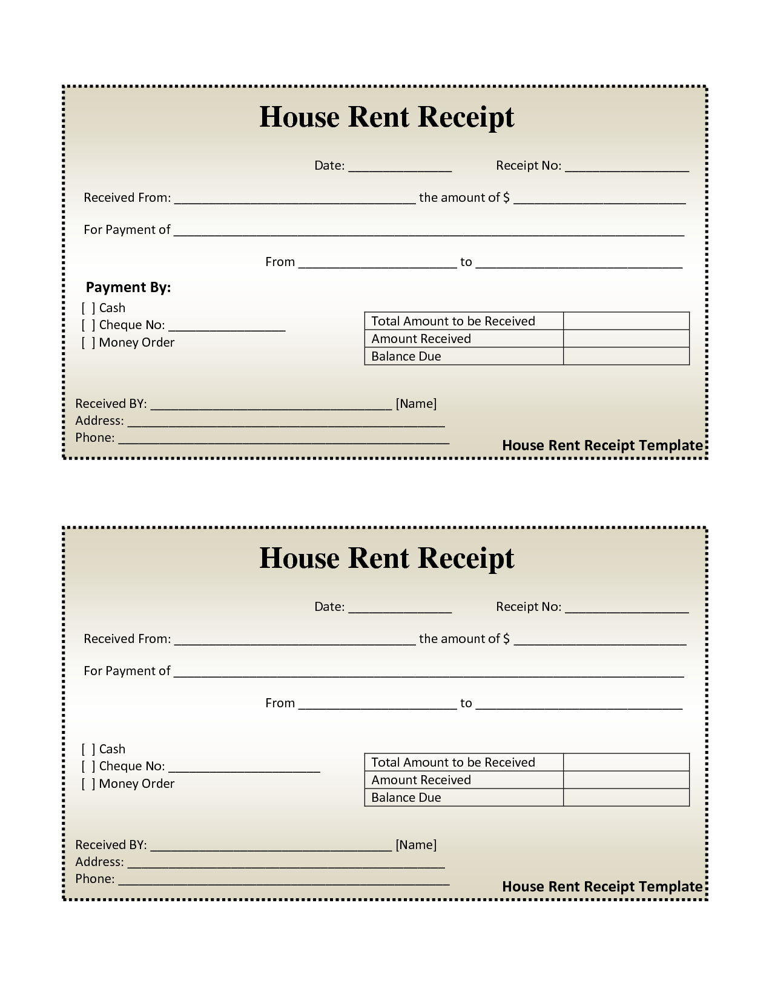 House Rent Receipt
Date: _______________ Receipt No: __________________
Received From: ___________________________________ the amount of $ _________________________
For Payment of __________________________________________________________________________
From _______________________ to ______________________________
Payment By:
[ ] Cash
[ ] Cheque No: _________________
[ ] Money Order
Total Amount to be Received
Amount Received
Balance Due
Received BY: ___________________________________ [Name]
Address: ______________________________________________
Phone: ________________________________________________
House Rent Receipt Template
House Rent Receipt
Date: _______________ Receipt No: __________________
Received From: ___________________________________ the amount of $ _________________________
For Payment of __________________________________________________________________________
From _______________________ to ______________________________
[ ] Cash
[ ] Cheque No: ______________________
[ ] Money Order
Total Amount to be Received
Amount Received
Balance Due
Received BY: ___________________________________ [Name]
Address: ______________________________________________
Phone: ________________________________________________
House Rent Receipt Template